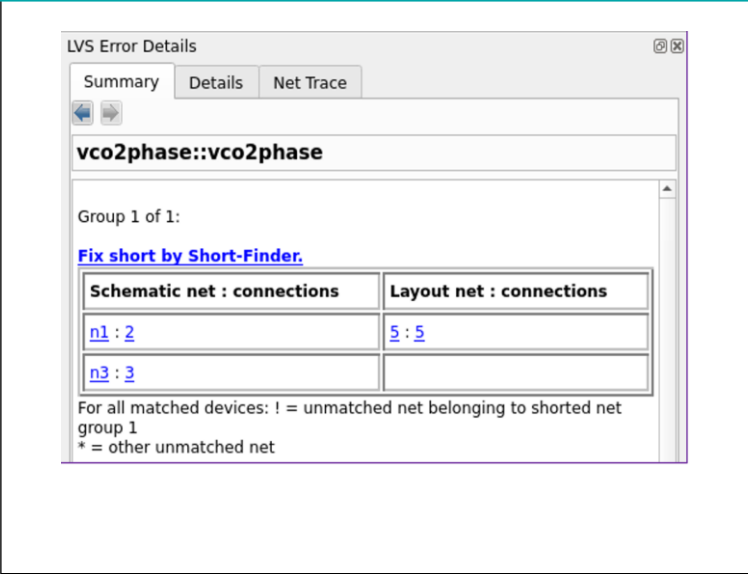 LVS Error Details
Summary Details Net Trace
vco2phase::vco2phase
Group 1 of 1:
Fix short by Short-Finder.
Schematic net : connections Layout net : connections
n1 : 2 5 : 5
n3 : 3
For all matched devices: ! = unmatched net belonging to shorted net
group 1
* = other unmatched net